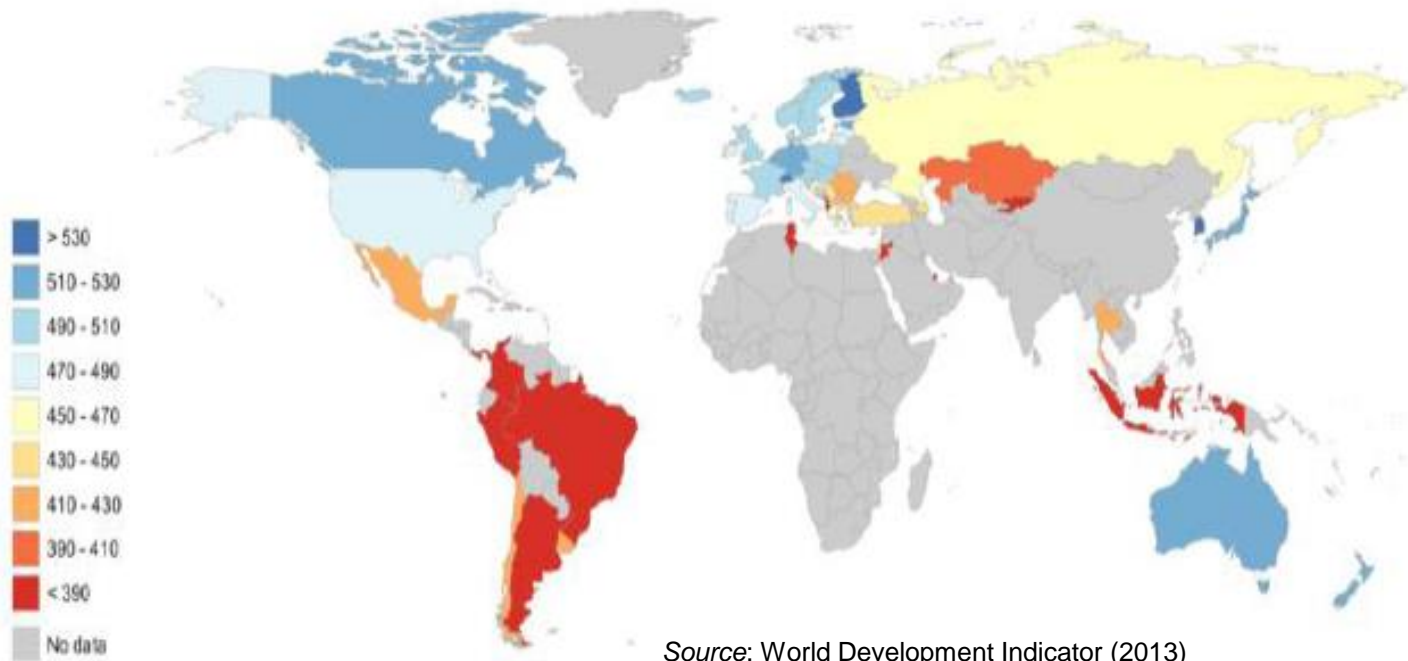 > 530
510 - 530
490 - 510
470 - 490
450 - 470
430 - 450
410 - 430
390 - 410
< 390
No data
Source: World Development Indicator (2013)